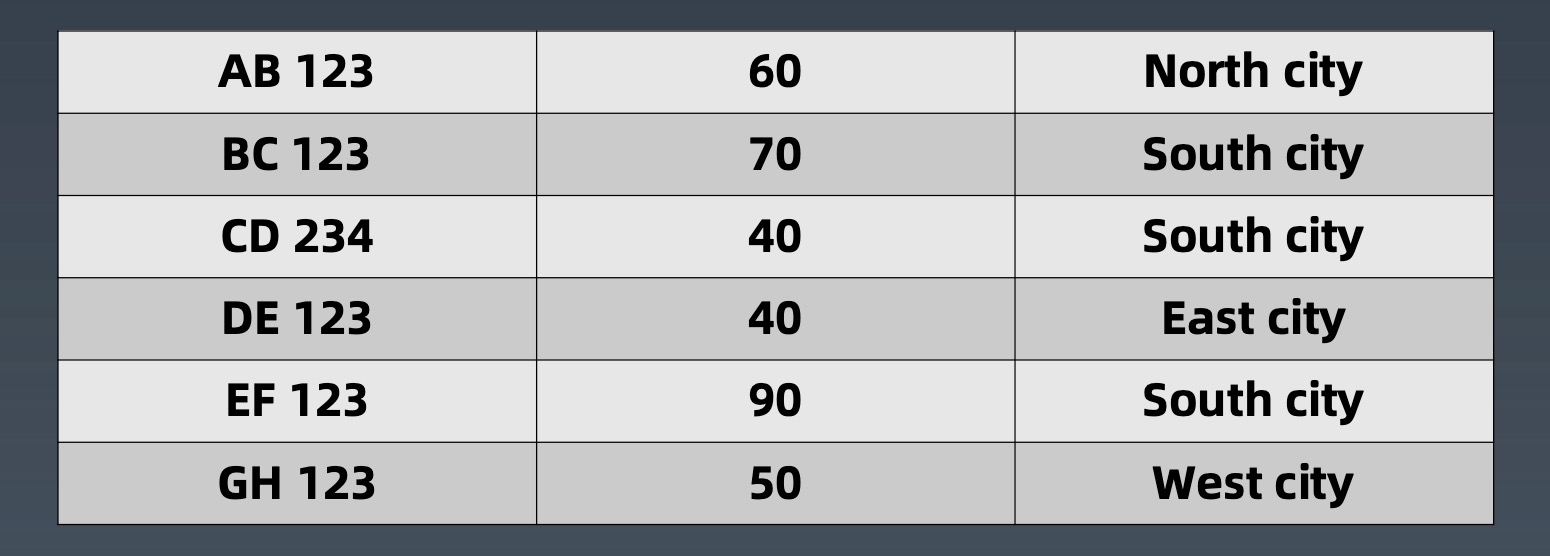 AB 123 60 North city
BC 123 70 South city
CD 234 40 South city
DE 123 40 East city
EF 123 90 South city
GH 123 50 West city